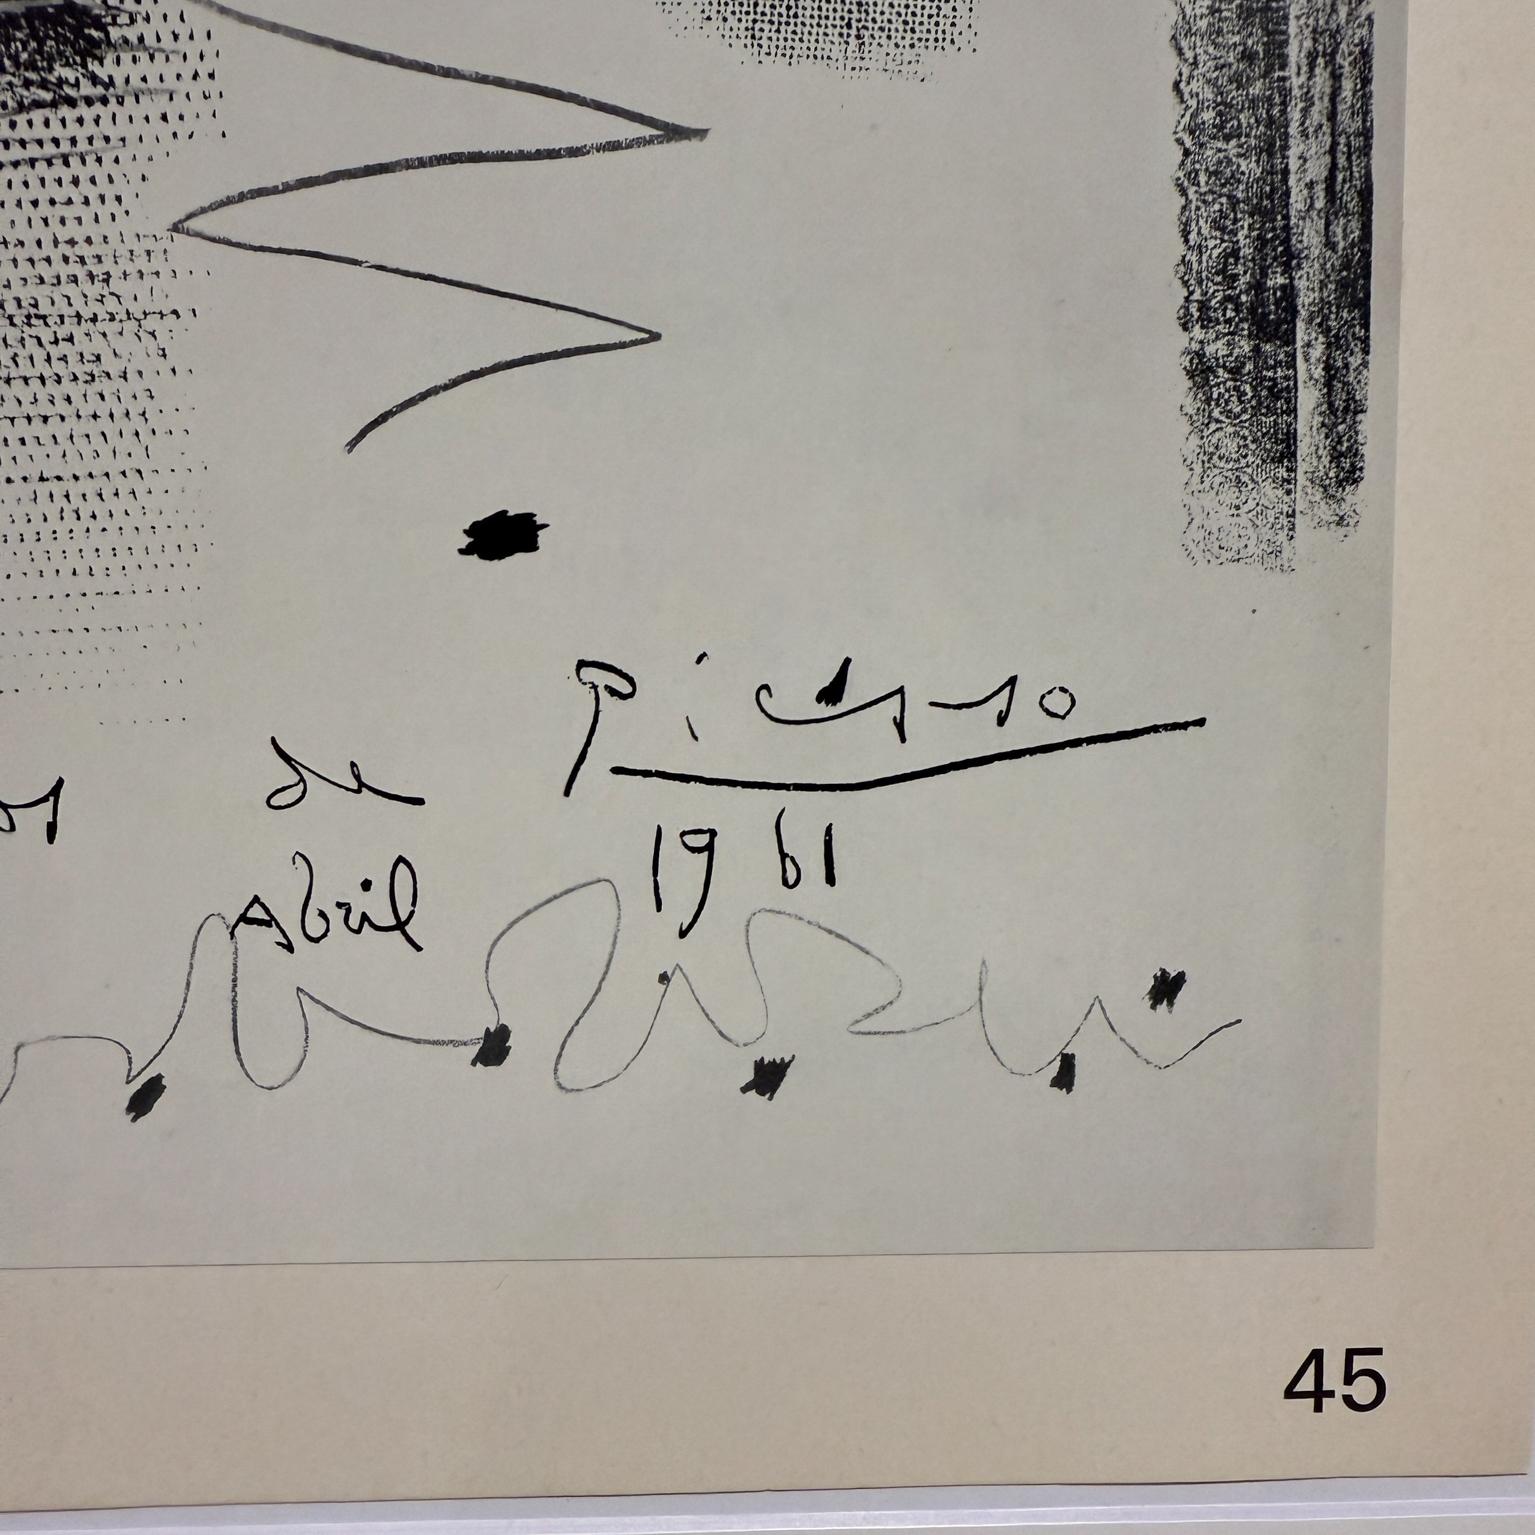 Picasso
de
1961
Abril
45